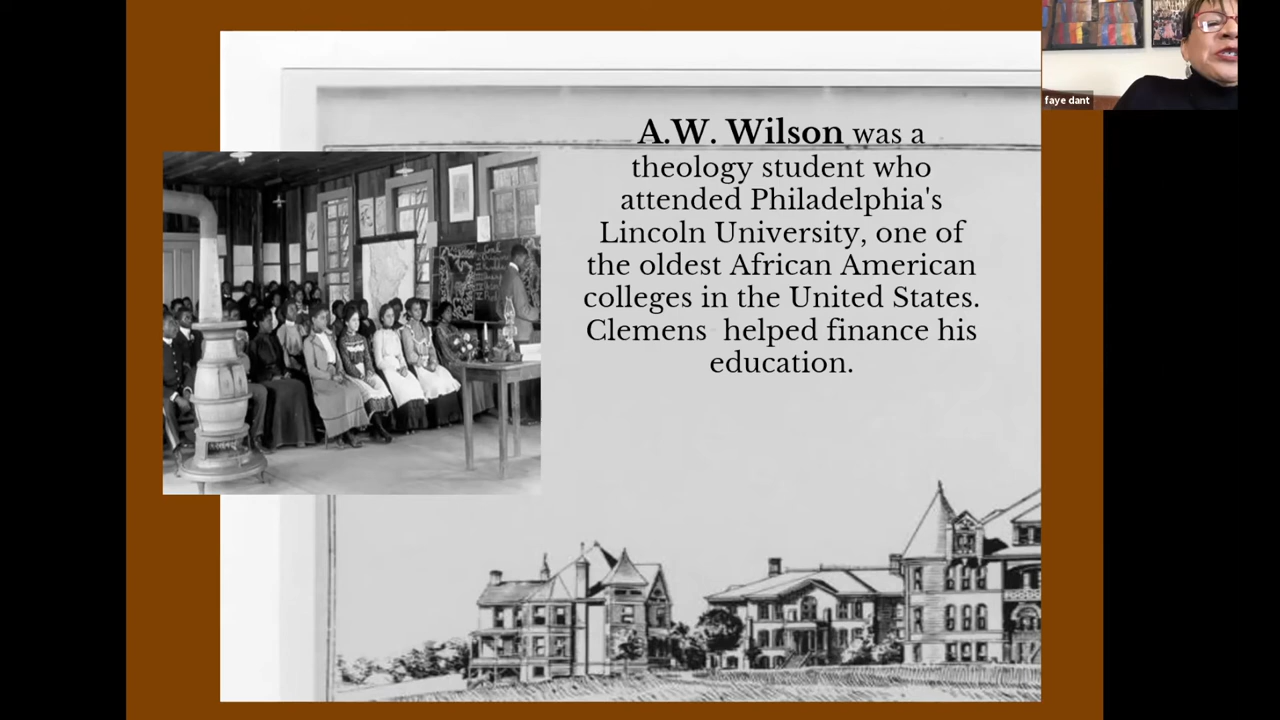 faye dant
A.W. Wilson was a
theology student who
attended Philadelphia's
Lincoln University, one of
the oldest African American
colleges in the United States.
Clemens helped finance his
education.